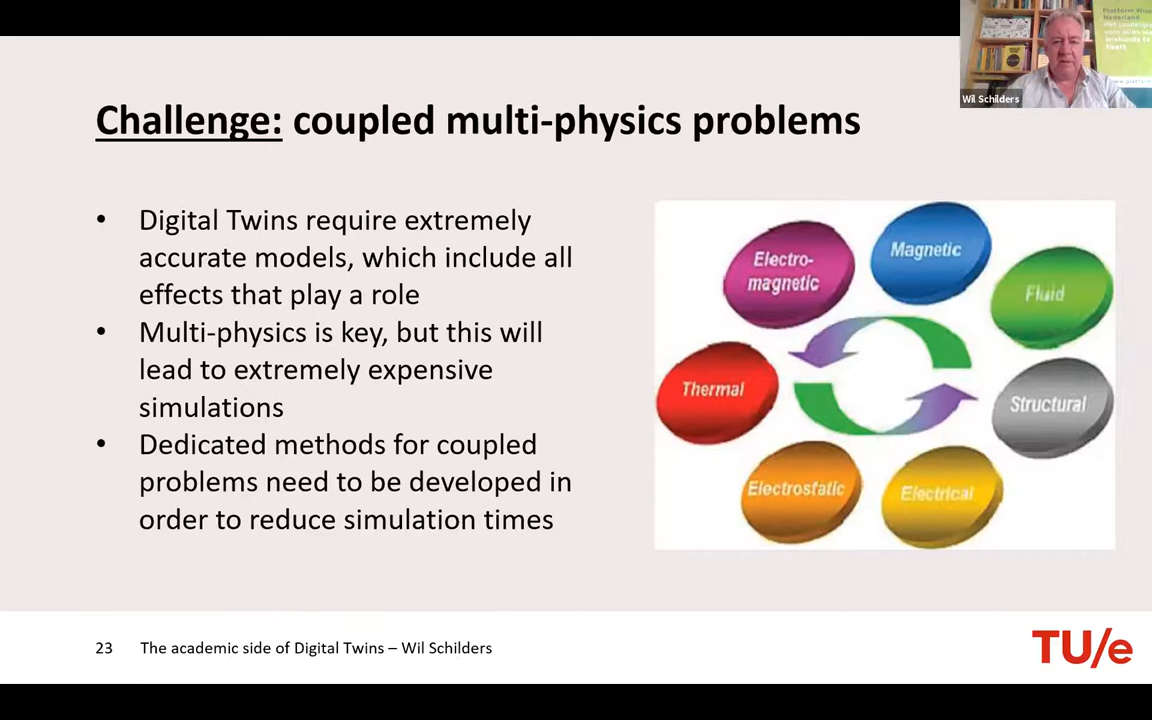 Platform Wis
Nederland
Wil Schilders
Challenge: coupled multi-physics problems
• Digital Twins require extremely
accurate models, which include all
effects that play a role
• Multi-physics is key, but this will
lead to extremely expensive
simulations
• Dedicated methods for coupled
problems need to be developed in
order to reduce simulation times
Electro-
magnetic
Magnetic
Fluid
Thermal
Structural
Electrostatic
Electrical
23 The academic side of Digital Twins – Wil Schilders
TU/e